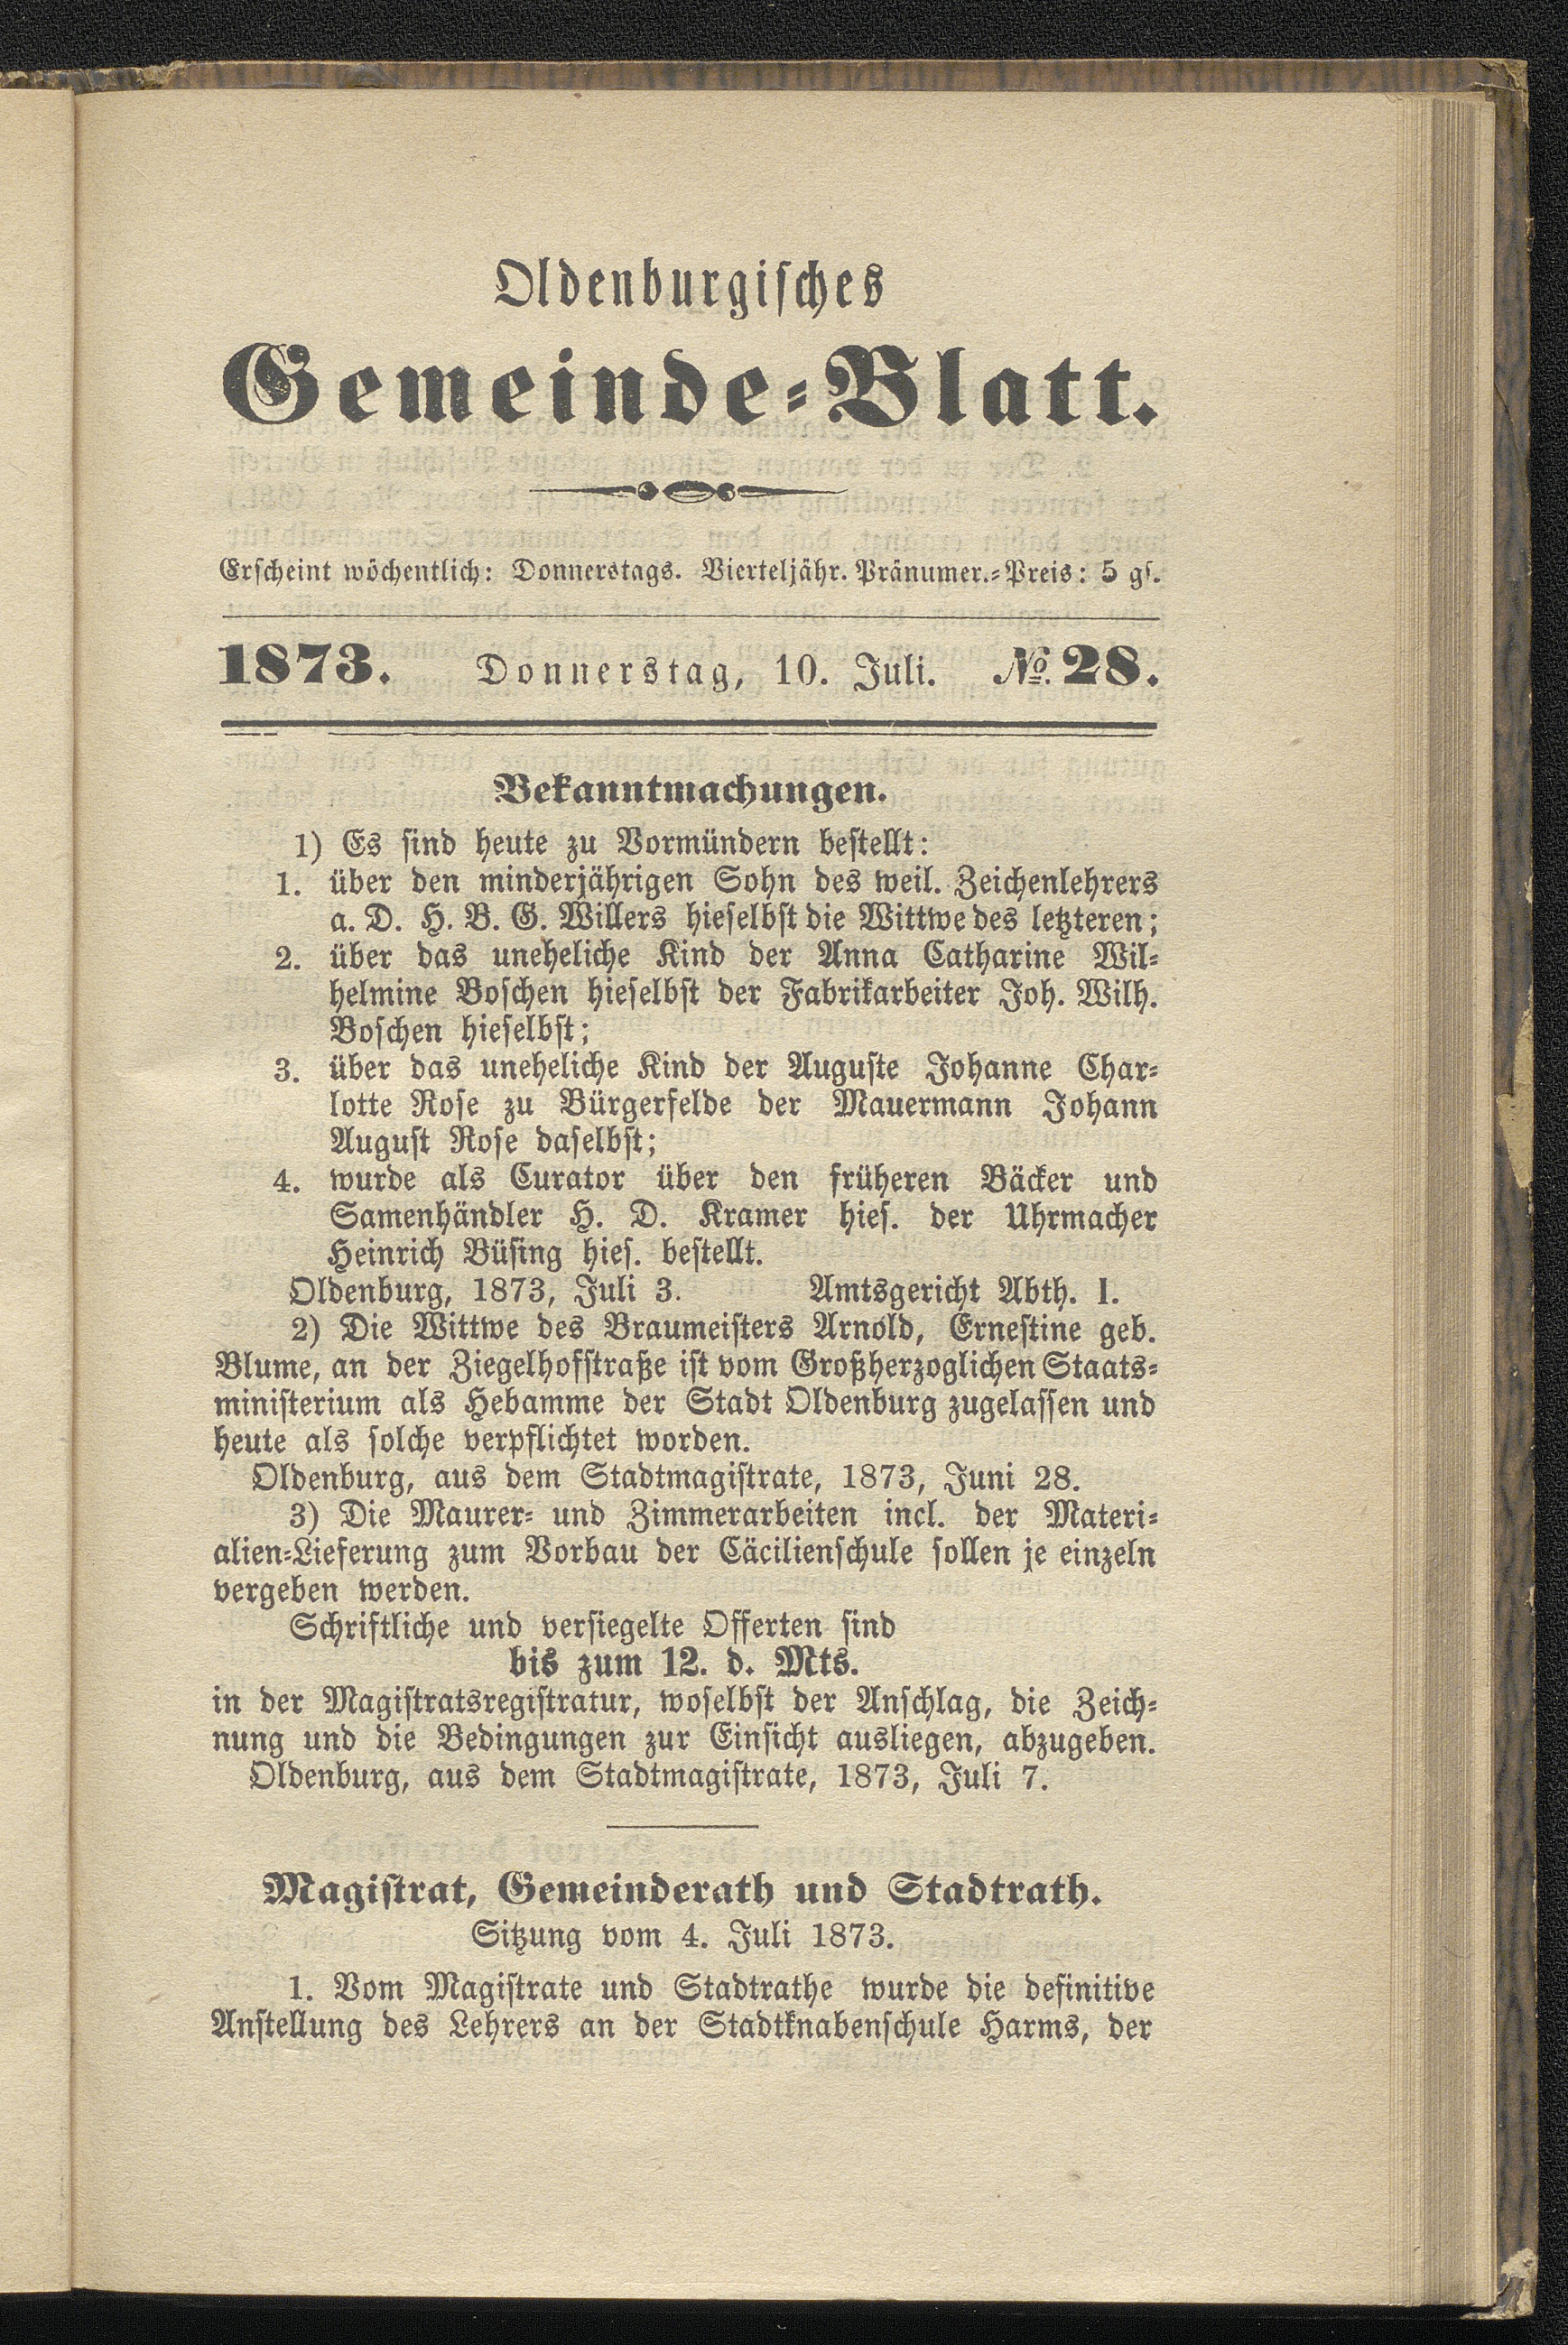 Oldenburgisches
Gemeinde-Blatt.
Erscheint wöchentlich: Donnerstags. Vierteljähr. Pränumer.-Preis: 5 gſ.
1873. Donnerstag, 10. Juli. № 28.
Bekanntmachungen.
1) Es ſind heute zu Vormündern beſtellt:
1. über den minderjährigen Sohn des weil. Zeichenlehrers
a. D. H. B. G. Willers hieſelbſt die Wittwe des letzteren;
2. über das uneheliche Kind der Anna Catharine Wil-
helmine Boſchen hieſelbſt der Fabrikarbeiter Joh. Wilh.
Boſchen hieſelbſt;
3. über das uneheliche Kind der Auguſte Johanne Char-
lotte Roſe zu Bürgerfelde der Mauermann Johann
Auguſt Roſe daſelbſt;
4. wurde als Curator über den früheren Bäcker und
Samenhändler H. D. Kramer hieſ. der Uhrmacher
Heinrich Büſing hieſ. beſtellt.
Oldenburg, 1873, Juli 3. Amtsgericht Abth. I.
2) Die Wittwe des Braumeiſters Arnold, Erneſtine geb.
Blume, an der Ziegelhofſtraße iſt vom Großherzoglichen Staats-
miniſterium als Hebamme der Stadt Oldenburg zugelaſſen und
heute als ſolche verpflichtet worden.
Oldenburg, aus dem Stadtmagiſtrate, 1873, Juni 28.
3) Die Maurer- und Zimmerarbeiten incl. der Materi-
alien-Lieferung zum Vorbau der Cäcilienſchule ſollen je einzeln
vergeben werden.
Schriftliche und verſiegelte Offerten ſind
bis zum 12. d. Mts.
in der Magiſtratsregiſtratur, woſelbſt der Anſchlag, die Zeich-
nung und die Bedingungen zur Einſicht ausliegen, abzugeben.
Oldenburg, aus dem Stadtmagiſtrate, 1873, Juli 7.
Magiſtrat, Gemeinderath und Stadtrath.
Sitzung vom 4. Juli 1873.
1. Vom Magiſtrate und Stadtrathe wurde die definitive
Anſtellung des Lehrers an der Stadtknabenſchule Harms, der